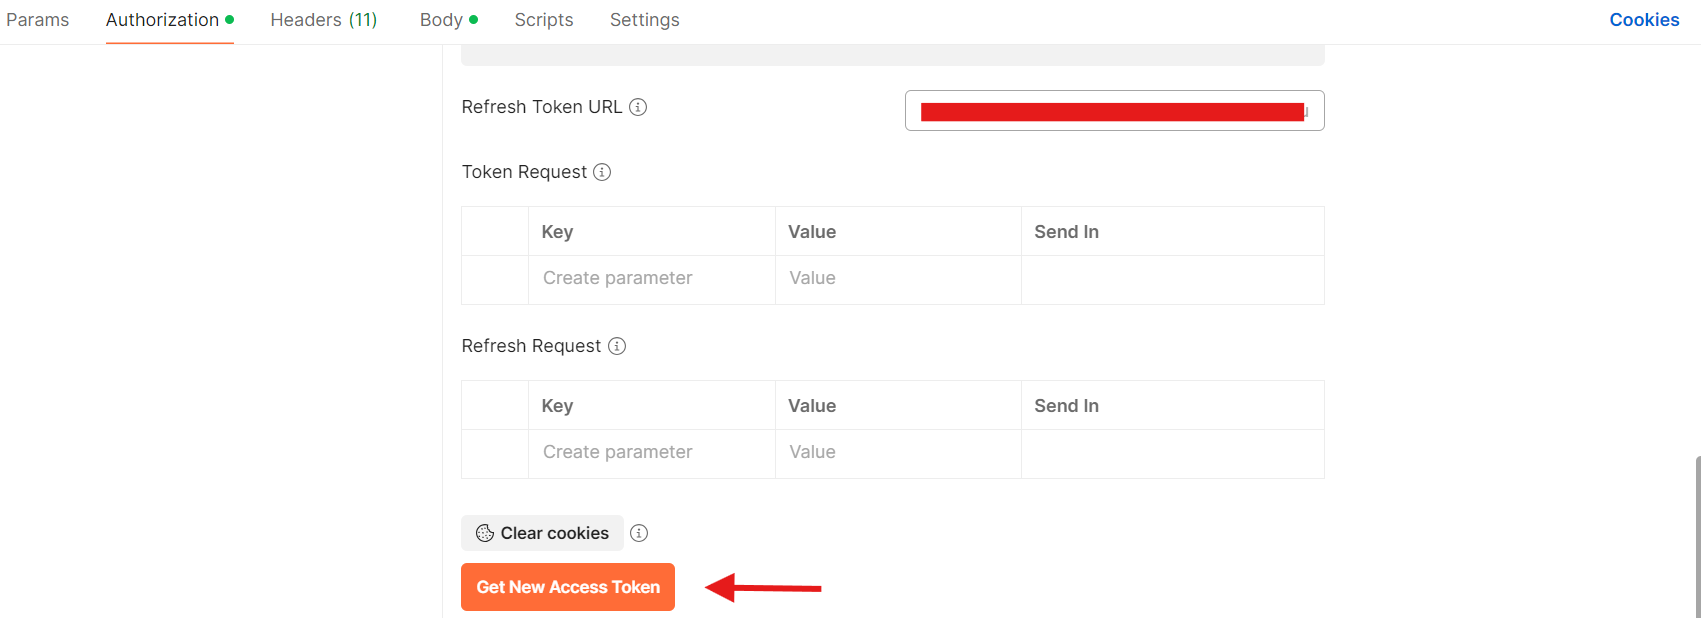 Params Authorization Headers (11) Body Scripts Settings Cookies
Refresh Token URL
Token Request
Key Value Send In
Create parameter Value
Refresh Request
Key Value Send In
Create parameter Value
Clear cookies
Get New Access Token